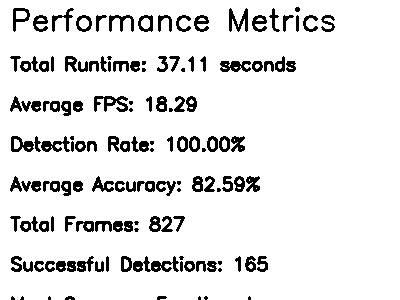 Performance Metrics
Total Runtime: 37.11 seconds
Average FPS: 18.29
Detection Rate: 100.00%
Average Accuracy: 82.59%
Total Frames: 827
Successful Detections: 165